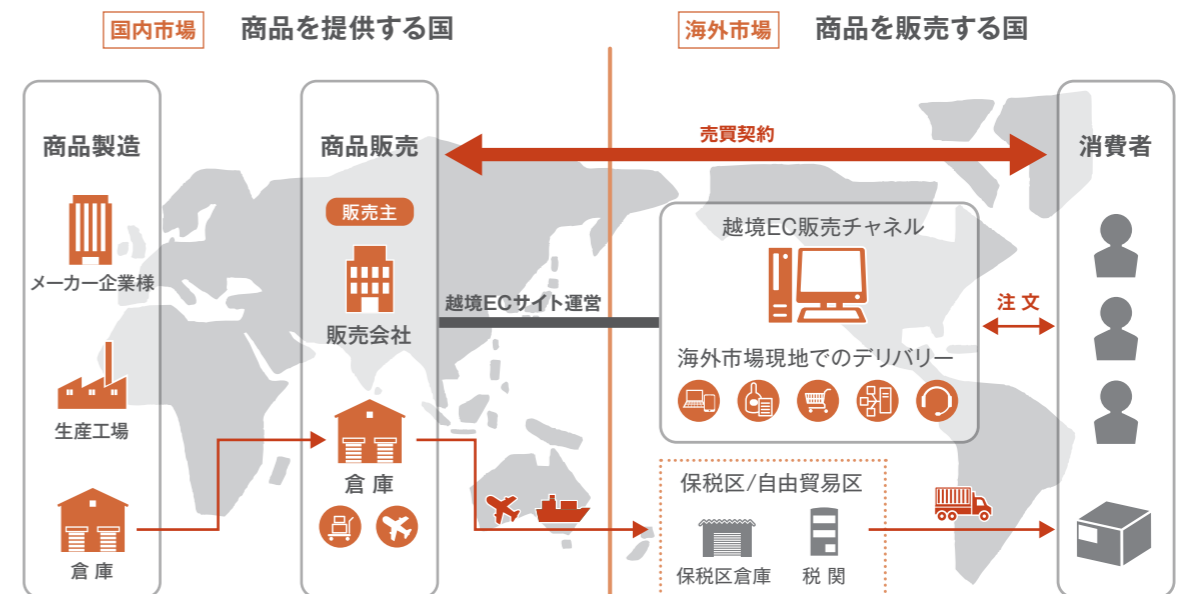 国内市場
商品を提供する国
海外市場
商品を販売する国
商品製造
メーカー企業様
生産工場
倉庫
商品販売
販売主
販売会社
倉庫
売買契約
越境ECサイト運営
越境EC販売チャネル
海外市場現地でのデリバリー
注文
保税区/自由貿易区
保税区倉庫
税関
消費者